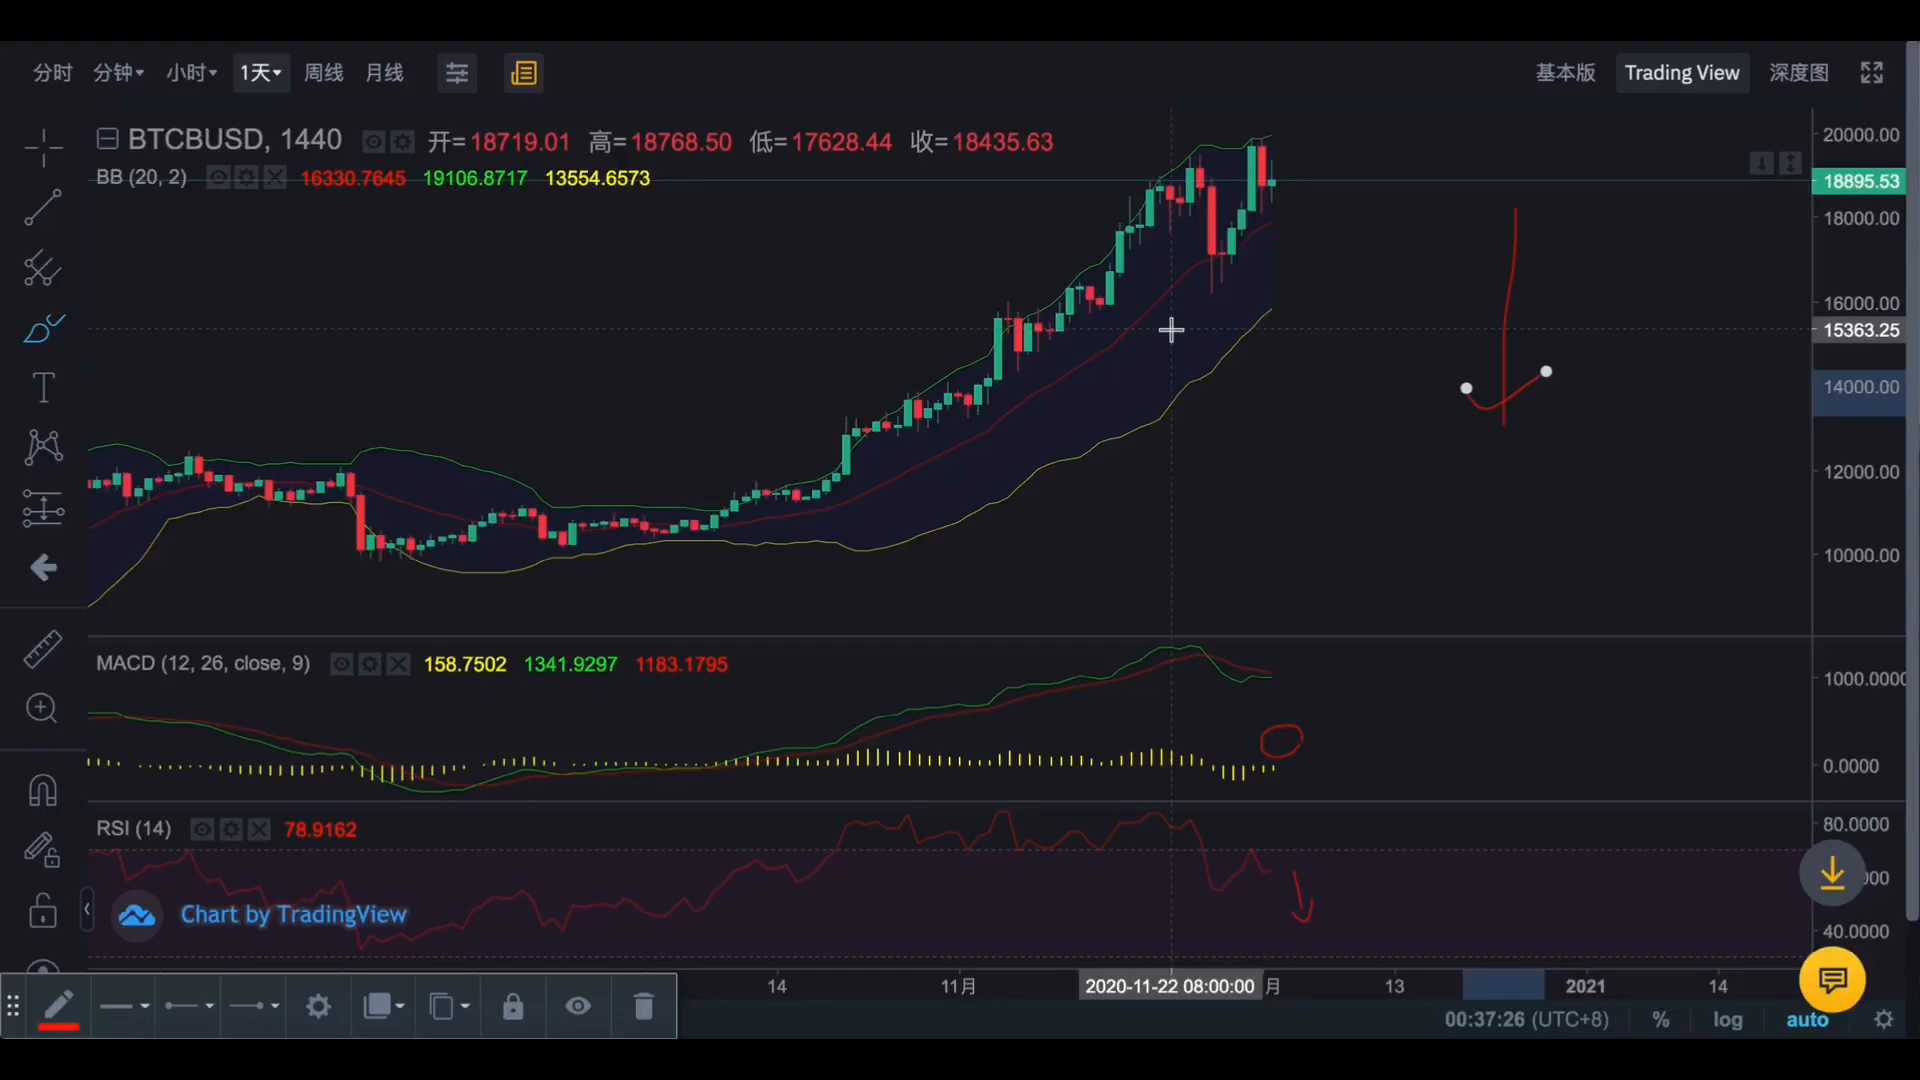 分时 分钟 小时 1天 周线 月线 基本版 Trading View 深度图
BTCBUSD, 1440 开=18719.01 高=18768.50 低=17628.44 收=18435.63
BB (20, 2) 16330.7645 19106.8717 13554.6573
20000.00
18895.53
18000.00
16000.00
15363.25
14000.00
12000.00
10000.00
MACD (12, 26, close, 9) 158.7502 1341.9297 1183.1795
1000.0000
0.0000
RSI (14) 78.9162
80.0000
40.0000
Chart by TradingView
14 11月 2020-11-22 08:00:00 月 13 2021 14
00:37:26 (UTC+8) % log auto